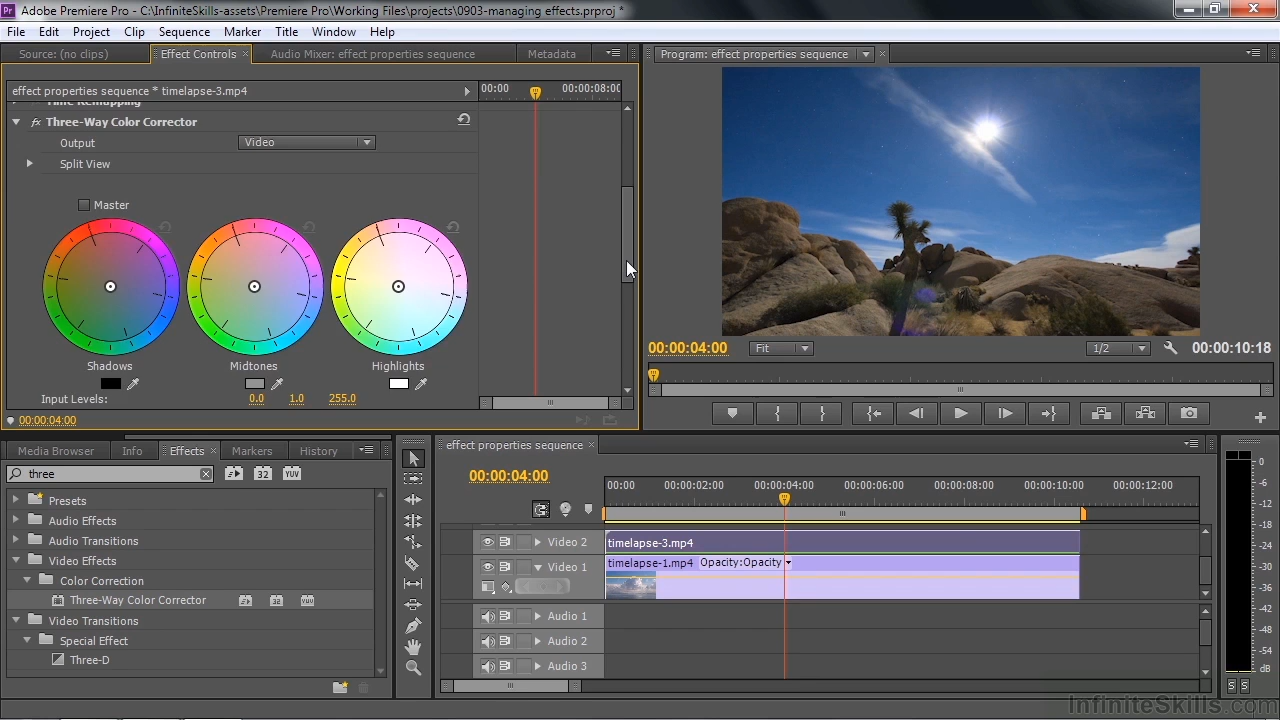 Adobe Premiere Pro - C:\InfiniteSkills-assets\Premiere Pro\Working Files\projects\0903-managing effects.prproj *
File Edit Project Clip Sequence Marker Title Window Help
Source: (no clips) Effect Controls × Audio Mixer: effect properties sequence Metadata
Program: effect properties sequence ×
effect properties sequence * timelapse-3.mp4
00:00 00:00:08:00
Time Remapping
fx Three-Way Color Corrector
Output Video
Split View
Master
Shadows Midtones Highlights
Input Levels: 0.0 1.0 255.0
00:00:04:00
00:00:04:00 Fit 1/2 00:00:10:18
Media Browser Info Effects × Markers History
three 32 YUV
Presets
Audio Effects
Audio Transitions
Video Effects
Color Correction
Three-Way Color Corrector 32 YUV
Video Transitions
Special Effect
Three-D
effect properties sequence ×
00:00:04:00
00:00 00:00:02:00 00:00:04:00 00:00:06:00 00:00:08:00 00:00:10:00 00:00:12:00
Video 2 timelapse-3.mp4
Video 1 timelapse-1.mp4 Opacity:Opacity
Audio 1
Audio 2
Audio 3
0
-6
-12
-18
-24
-30
-36
-42
-48
-54
dB
S S
InfiniteSkills.com